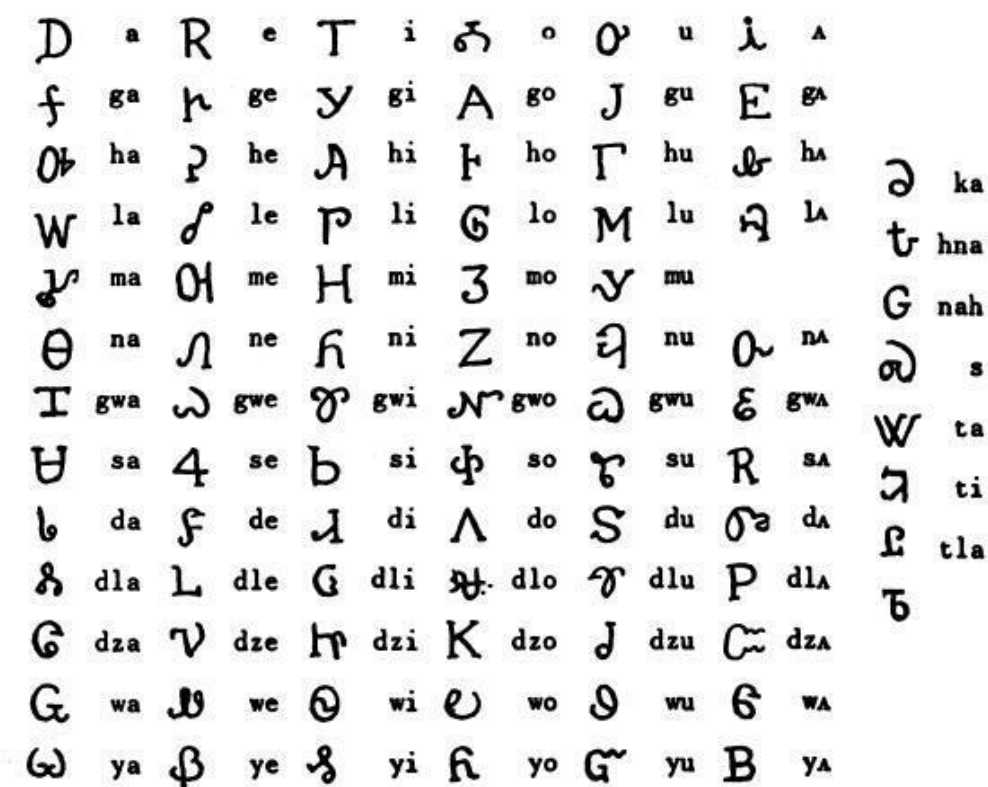 Ꭰ a Ꭱ e Ꭲ i Ꭳ o Ꭴ u Ꭵ ʌ
Ꭶ ga Ꭸ ge Ꭹ gi Ꭺ go Ꭻ gu Ꭼ gʌ
Ꭽ ha Ꭾ he Ꭿ hi Ꮀ ho Ꮁ hu Ꮂ hʌ
Ꮃ la Ꮄ le Ꮅ li Ꮆ lo Ꮇ lu Ꮈ lʌ
Ꮉ ma Ꮊ me Ꮋ mi Ꮌ mo Ꮍ mu
Ꮎ na Ꮑ ne Ꮒ ni Ꮓ no Ꮔ nu Ꮕ nʌ
Ꮖ gwa Ꮗ gwe Ꮘ gwi Ꮙ gwo Ꮚ gwu Ꮛ gwʌ
Ꮜ sa Ꮞ se Ꮟ si Ꮠ so Ꮡ su Ꮢ sʌ
Ꮣ da Ꮥ de Ꮧ di Ꮩ do Ꮪ du Ꮫ dʌ
Ꮬ dla Ꮮ dle Ꮯ dli Ꮰ dlo Ꮱ dlu Ꮲ dlʌ
Ꮳ dza Ꮴ dze Ꮵ dzi Ꮶ dzo Ꮷ dzu Ꮸ dzʌ
Ꮹ wa Ꮺ we Ꮻ wi Ꮼ wo Ꮽ wu Ꮾ wʌ
Ꮿ ya Ᏸ ye Ᏹ yi Ᏺ yo Ᏻ yu Ᏼ yʌ
Ꭷ ka
Ꮏ hna
Ꮐ nah
Ꮝ s
Ꮤ ta
Ꮨ ti
Ꮭ tla
Ꮦ